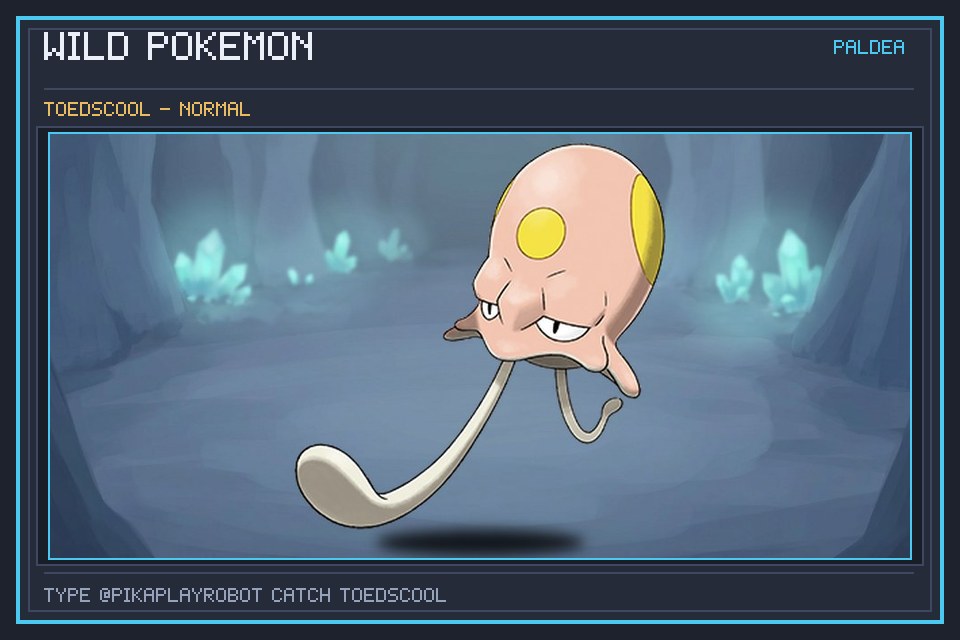 WILD POKEMON
PALDEA
TOEDSCOOL - NORMAL
TYPE @PIKAPLAYROBOT CATCH TOEDSCOOL